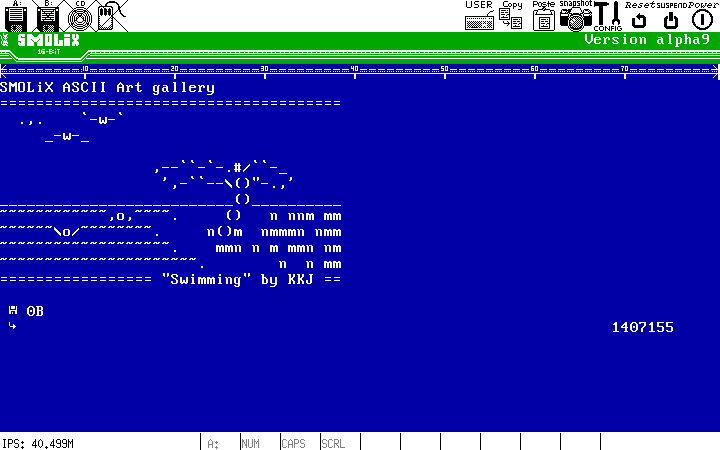 A: B: CD USER Copy Paste Snapshot CONFIG Reset SUSPEND Power
SMOLiX Version alpha9
16-BiT
10 20 30 40 50 60 70
SMOLiX ASCII Art gallery
======================================
  .,.    `-w-`
     _-w-_
                 ,--``-`-.#/``-_
                  ',-``--\()"-.,'
__________________________()__________
~~~~~~~~~~~~,o,~~~~.     ()   n nnm mm
~~~~~~\o/~~~~~~~~.     n()m  nmmmn nmm
~~~~~~~~~~~~~~~~~~~.    mmn n m mmn nm
~~~~~~~~~~~~~~~~~~~~~~.        n  n mm
================= "Swimming" by KKJ ==
0B
1407155
IPS: 40.499M A: NUM CAPS SCRL